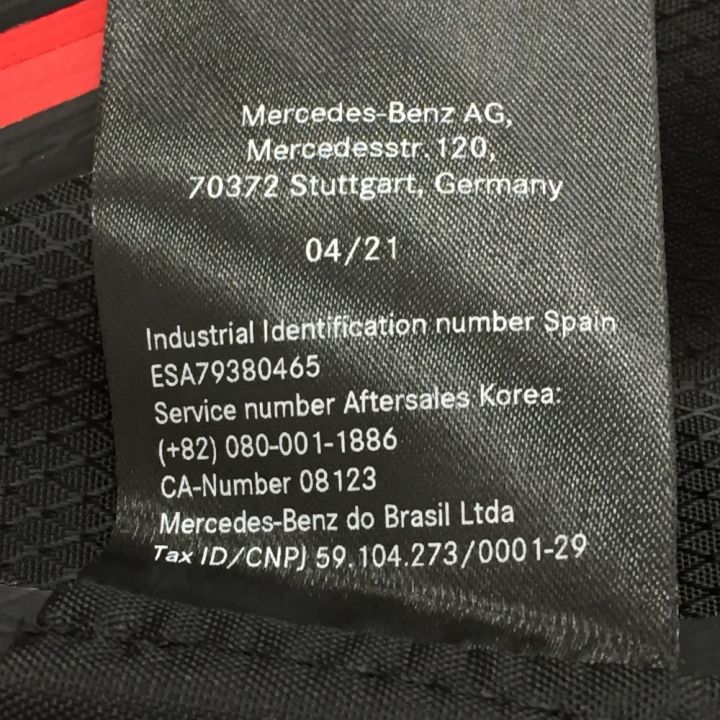 Mercedes-Benz AG,
Mercedesstr. 120,
70372 Stuttgart, Germany
04/21
Industrial Identification number Spain
ESA79380465
Service number Aftersales Korea:
(+82) 080-001-1886
CA-Number 08123
Mercedes-Benz do Brasil Ltda
Tax ID/CNPJ 59.104.273/0001-29